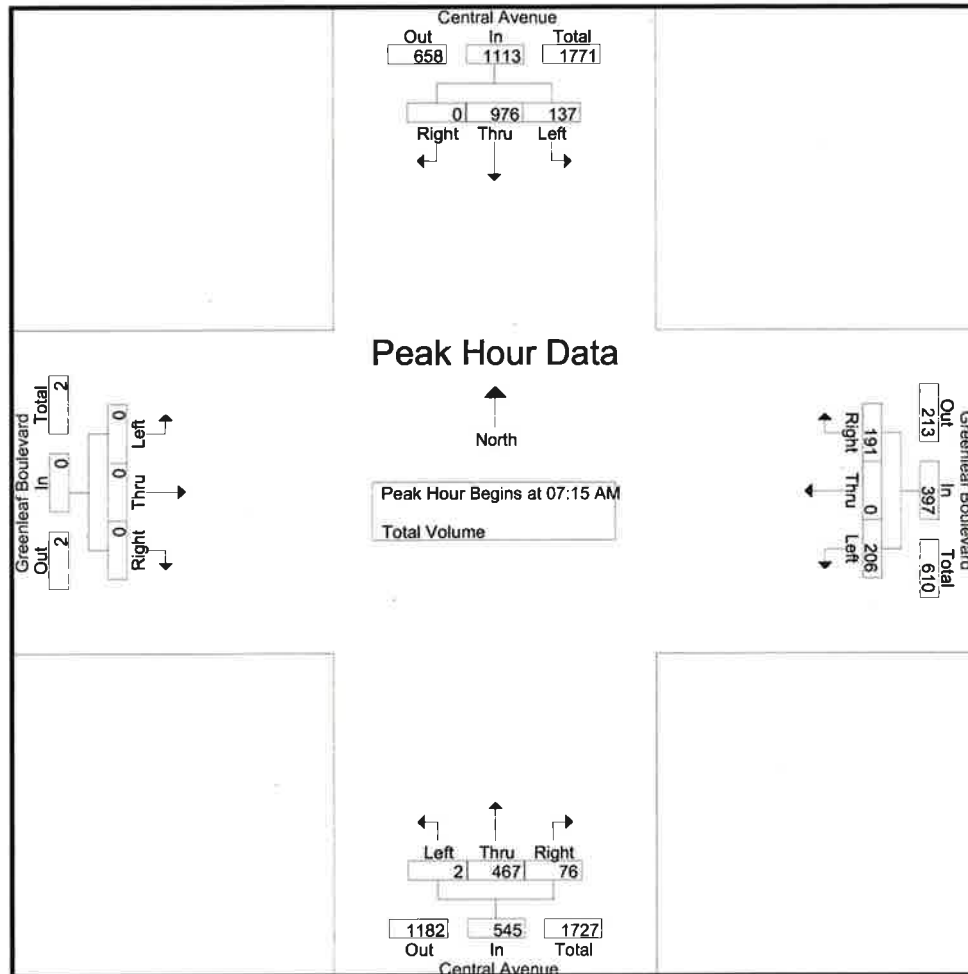 Central Avenue
Out In Total
658 1113 1771
0 976 137
Right Thru Left
Peak Hour Data
North
Peak Hour Begins at 07:15 AM
Total Volume
Greenleaf Boulevard
Out In Total
2 0 2
0 0 0
Left Thru Right
Greenleaf Boulevard
Out In Total
213 397 610
191 0 206
Right Thru Left
Left Thru Right
2 467 76
1182 545 1727
Out In Total
Central Avenue